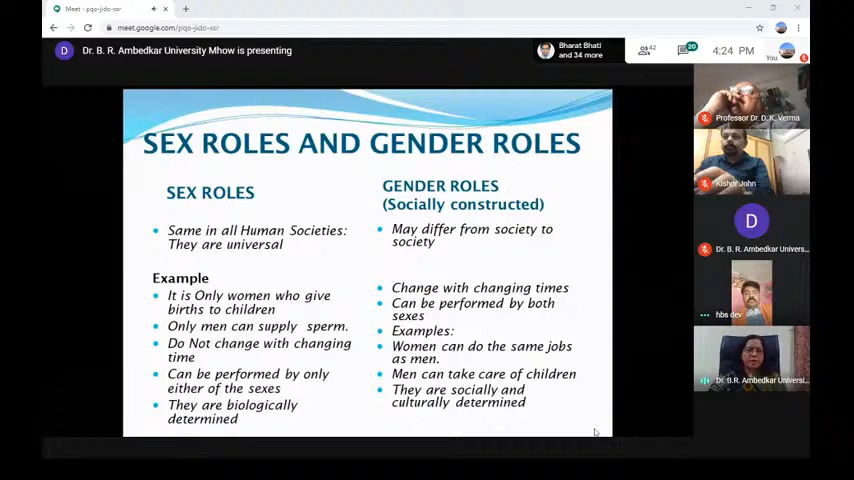 Meet - pqo-jido-xsr
meet.google.com/pqo-jido-xsr
D
Dr. B. R. Ambedkar University Mhow is presenting
Bharat Bhati
and 34 more
42
20
4:24 PM
You
SEX ROLES AND GENDER ROLES
SEX ROLES
• Same in all Human Societies:
They are universal
Example
• It is Only women who give
births to children
• Only men can supply sperm.
• Do Not change with changing
time
• Can be performed by only
either of the sexes
• They are biologically
determined
GENDER ROLES
(Socially constructed)
• May differ from society to
society
• Change with changing times
• Can be performed by both
sexes
• Examples:
• Women can do the same jobs
as men.
• Men can take care of children
• They are socially and
culturally determined
Professor Dr. D. K. Verma
Kishor John
D
Dr. B. R. Ambedkar Univers...
hbs dev
Dr. B.R. Ambedkar Universi...